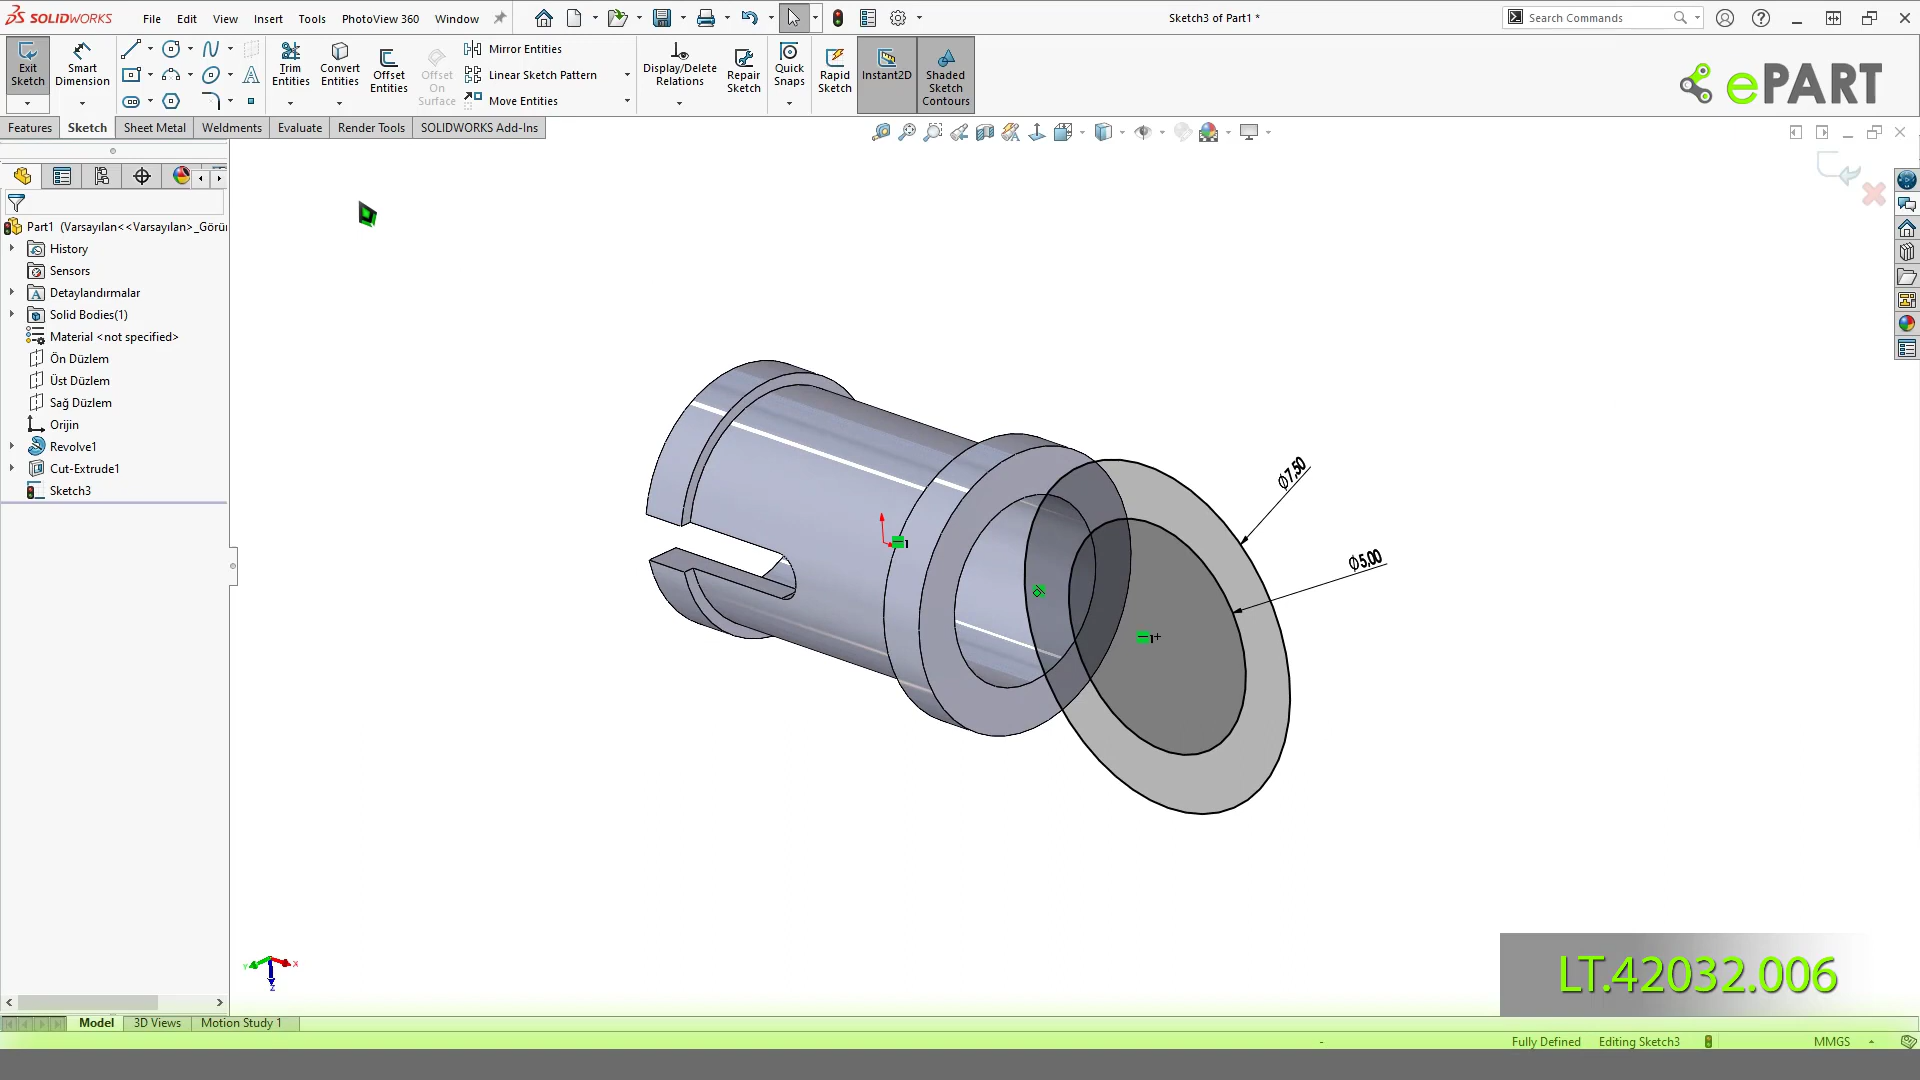 SOLIDWORKS File Edit View Insert Tools PhotoView 360 Window Sketch3 of Part1 * Search Commands
Exit Sketch
Smart Dimension
Trim Entities
Convert Entities
Offset Entities
Offset On Surface
Mirror Entities
Linear Sketch Pattern
Move Entities
Display/Delete Relations
Repair Sketch
Quick Snaps
Rapid Sketch
Instant2D
Shaded Sketch Contours
ePART
Features Sketch Sheet Metal Weldments Evaluate Render Tools SOLIDWORKS Add-Ins
Part1 (Varsayılan<<Varsayılan>_Görü
History
Sensors
Detaylandırmalar
Solid Bodies(1)
Material <not specified>
Ön Düzlem
Üst Düzlem
Sağ Düzlem
Orijin
Revolve1
Cut-Extrude1
Sketch3
Ø7,50
Ø5,00
1
1
Y X
Z
LT.42032.006
Model 3D Views Motion Study 1
- Fully Defined Editing Sketch3 MMGS